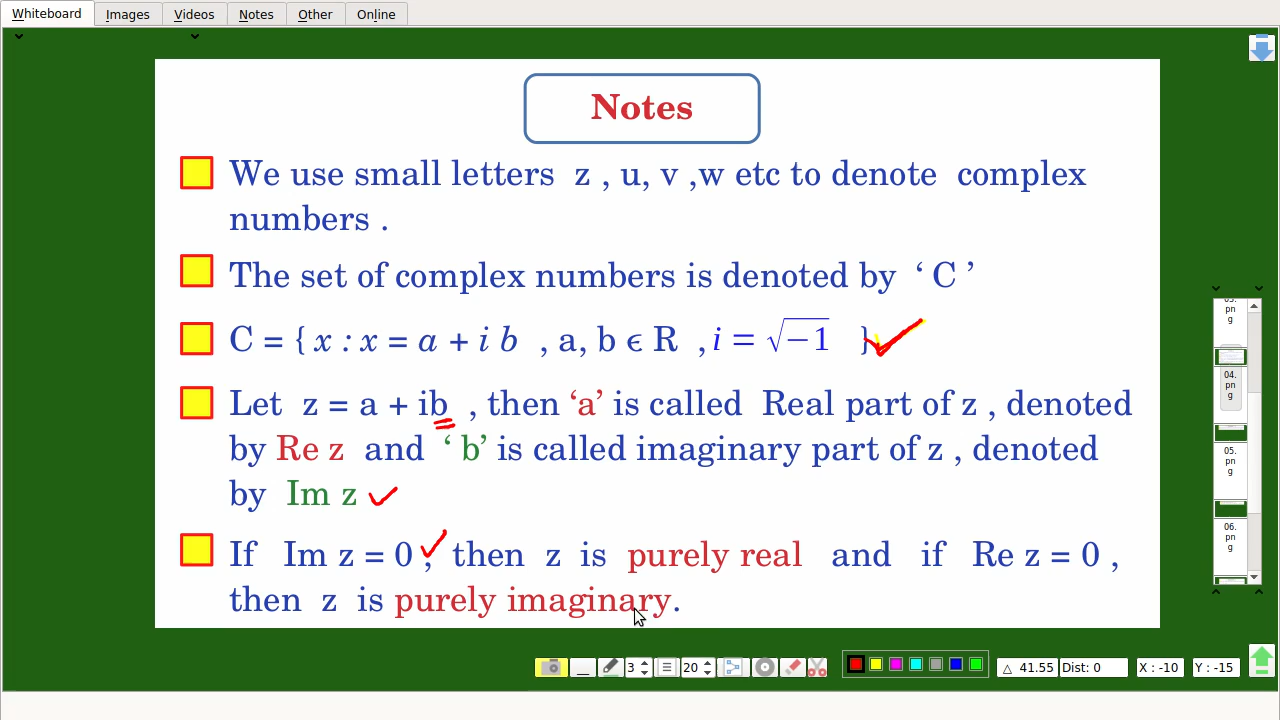 Whiteboard Images Videos Notes Other Online
Notes
We use small letters z , u, v ,w etc to denote complex
numbers .
The set of complex numbers is denoted by ‘ C ’
C = { x : x = a + i b , a, b ϵ R , i = √−1 }
Let z = a + ib , then ‘a’ is called Real part of z , denoted
by Re z and ‘ b’ is called imaginary part of z , denoted
by Im z
If Im z = 0 , then z is purely real and if Re z = 0 ,
then z is purely imaginary.
03.
pn
g
04.
pn
g
05.
pn
g
06.
pn
g
3 20 △ 41.55 Dist: 0 X : -10 Y : -15